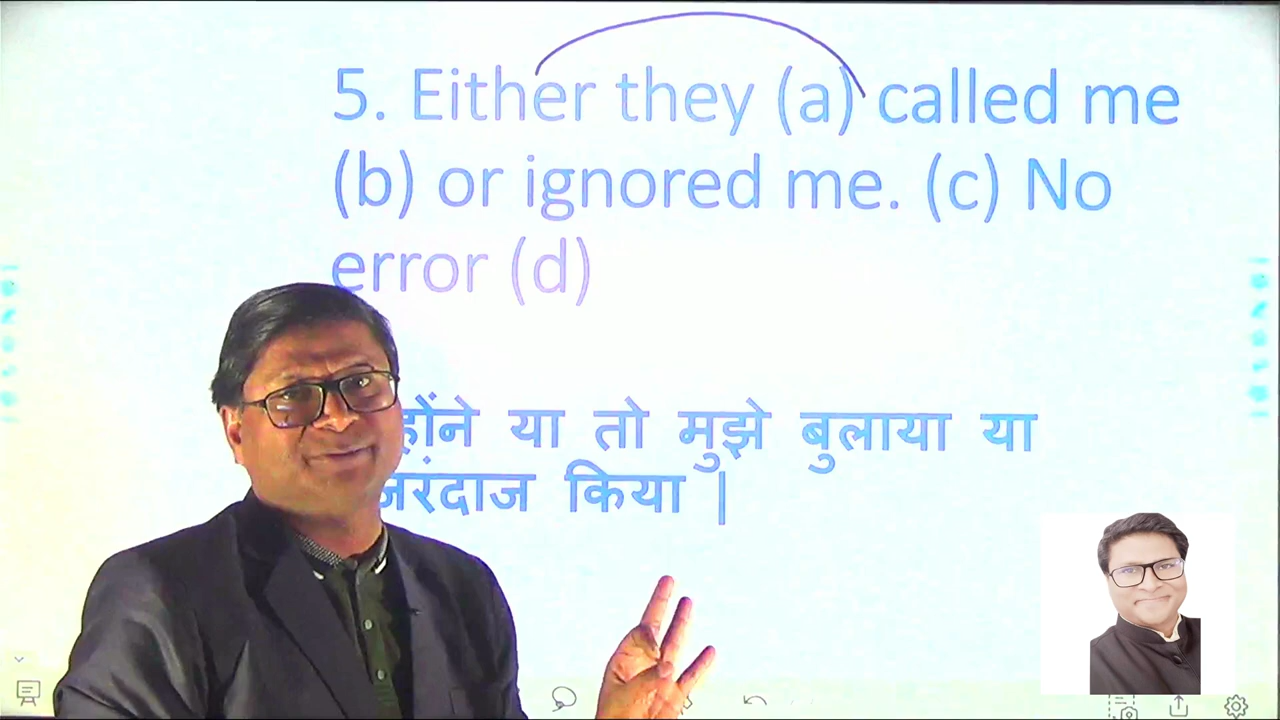 5. Either they (a) called me
(b) or ignored me. (c) No
error (d)
या तो मुझे बुलाया या
किया |